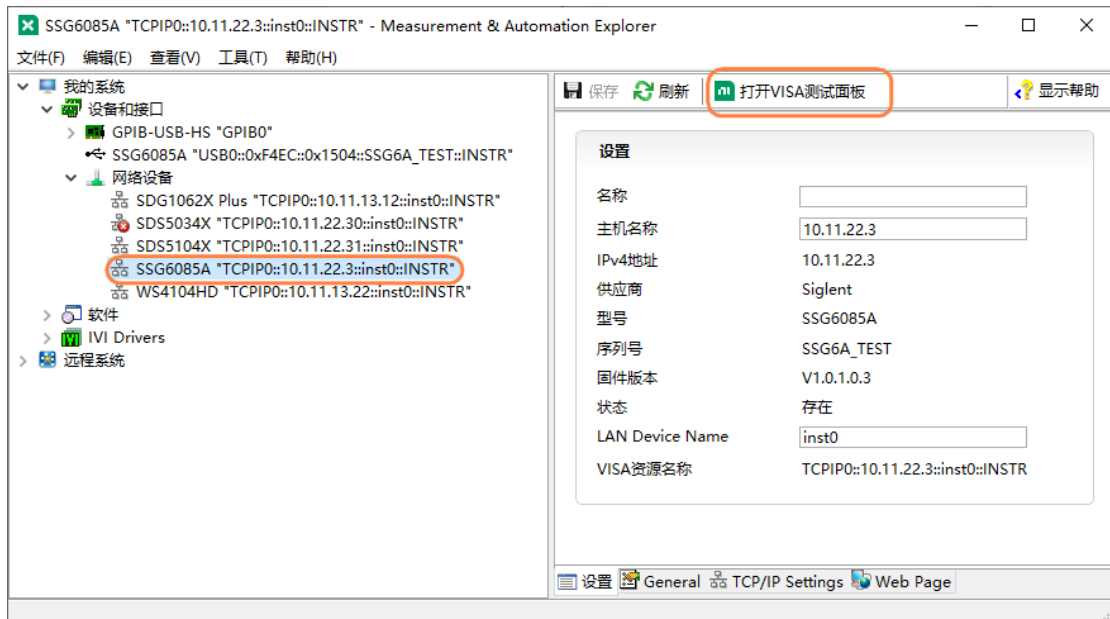 SSG6085A "TCPIP0::10.11.22.3::inst0::INSTR" - Measurement & Automation Explorer
文件(F) 编辑(E) 查看(V) 工具(T) 帮助(H)
我的系统
设备和接口
GPIB-USB-HS "GPIB0"
SSG6085A "USB0::0xF4EC::0x1504::SSG6A_TEST::INSTR"
网络设备
SDG1062X Plus "TCPIP0::10.11.13.12::inst0::INSTR"
SDS5034X "TCPIP0::10.11.22.30::inst0::INSTR"
SDS5104X "TCPIP0::10.11.22.31::inst0::INSTR"
SSG6085A "TCPIP0::10.11.22.3::inst0::INSTR"
WS4104HD "TCPIP0::10.11.13.22::inst0::INSTR"
软件
IVI Drivers
远程系统
保存 刷新 打开VISA测试面板 显示帮助
设置
名称
主机名称 10.11.22.3
IPv4地址 10.11.22.3
供应商 Siglent
型号 SSG6085A
序列号 SSG6A_TEST
固件版本 V1.0.1.0.3
状态 存在
LAN Device Name inst0
VISA资源名称 TCPIP0::10.11.22.3::inst0::INSTR
设置 General TCP/IP Settings Web Page